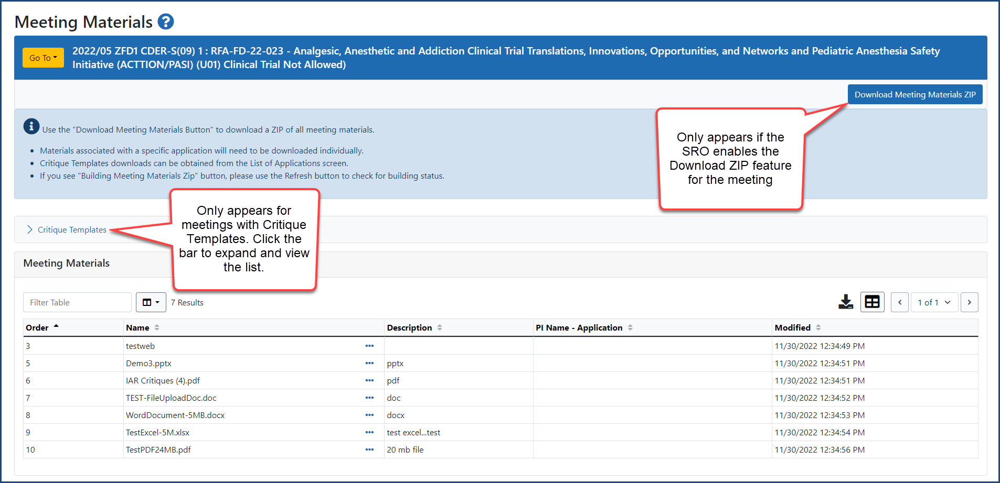 Meeting Materials ?
Go To
2022/05 ZFD1 CDER-S(09) 1 : RFA-FD-22-023 - Analgesic, Anesthetic and Addiction Clinical Trial Translations, Innovations, Opportunities, and Networks and Pediatric Anesthesia Safety
Initiative (ACTTION/PASI) (U01) Clinical Trial Not Allowed)
Download Meeting Materials ZIP
Only appears if the
SRO enables the
Download ZIP feature
for the meeting
Use the "Download Meeting Materials Button" to download a ZIP of all meeting materials.
Materials associated with a specific application will need to be downloaded individually.
Critique Templates downloads can be obtained from the List of Applications screen.
If you see "Building Meeting Materials Zip" button, please use the Refresh button to check for building status.
Critique Templates
Only appears for
meetings with Critique
Templates. Click the
bar to expand and view
the list.
Meeting Materials
Filter Table
7 Results
1 of 1
Order Name Description PI Name - Application Modified
3 testweb 11/30/2022 12:34:49 PM
5 Demo3.pptx pptx 11/30/2022 12:34:51 PM
6 IAR Critiques (4).pdf pdf 11/30/2022 12:34:51 PM
7 TEST-FileUploadDoc.doc doc 11/30/2022 12:34:52 PM
8 WordDocument-5MB.docx docx 11/30/2022 12:34:53 PM
9 TestExcel-5M.xlsx test excel...test 11/30/2022 12:34:54 PM
10 TestPDF24MB.pdf 20 mb file 11/30/2022 12:34:56 PM